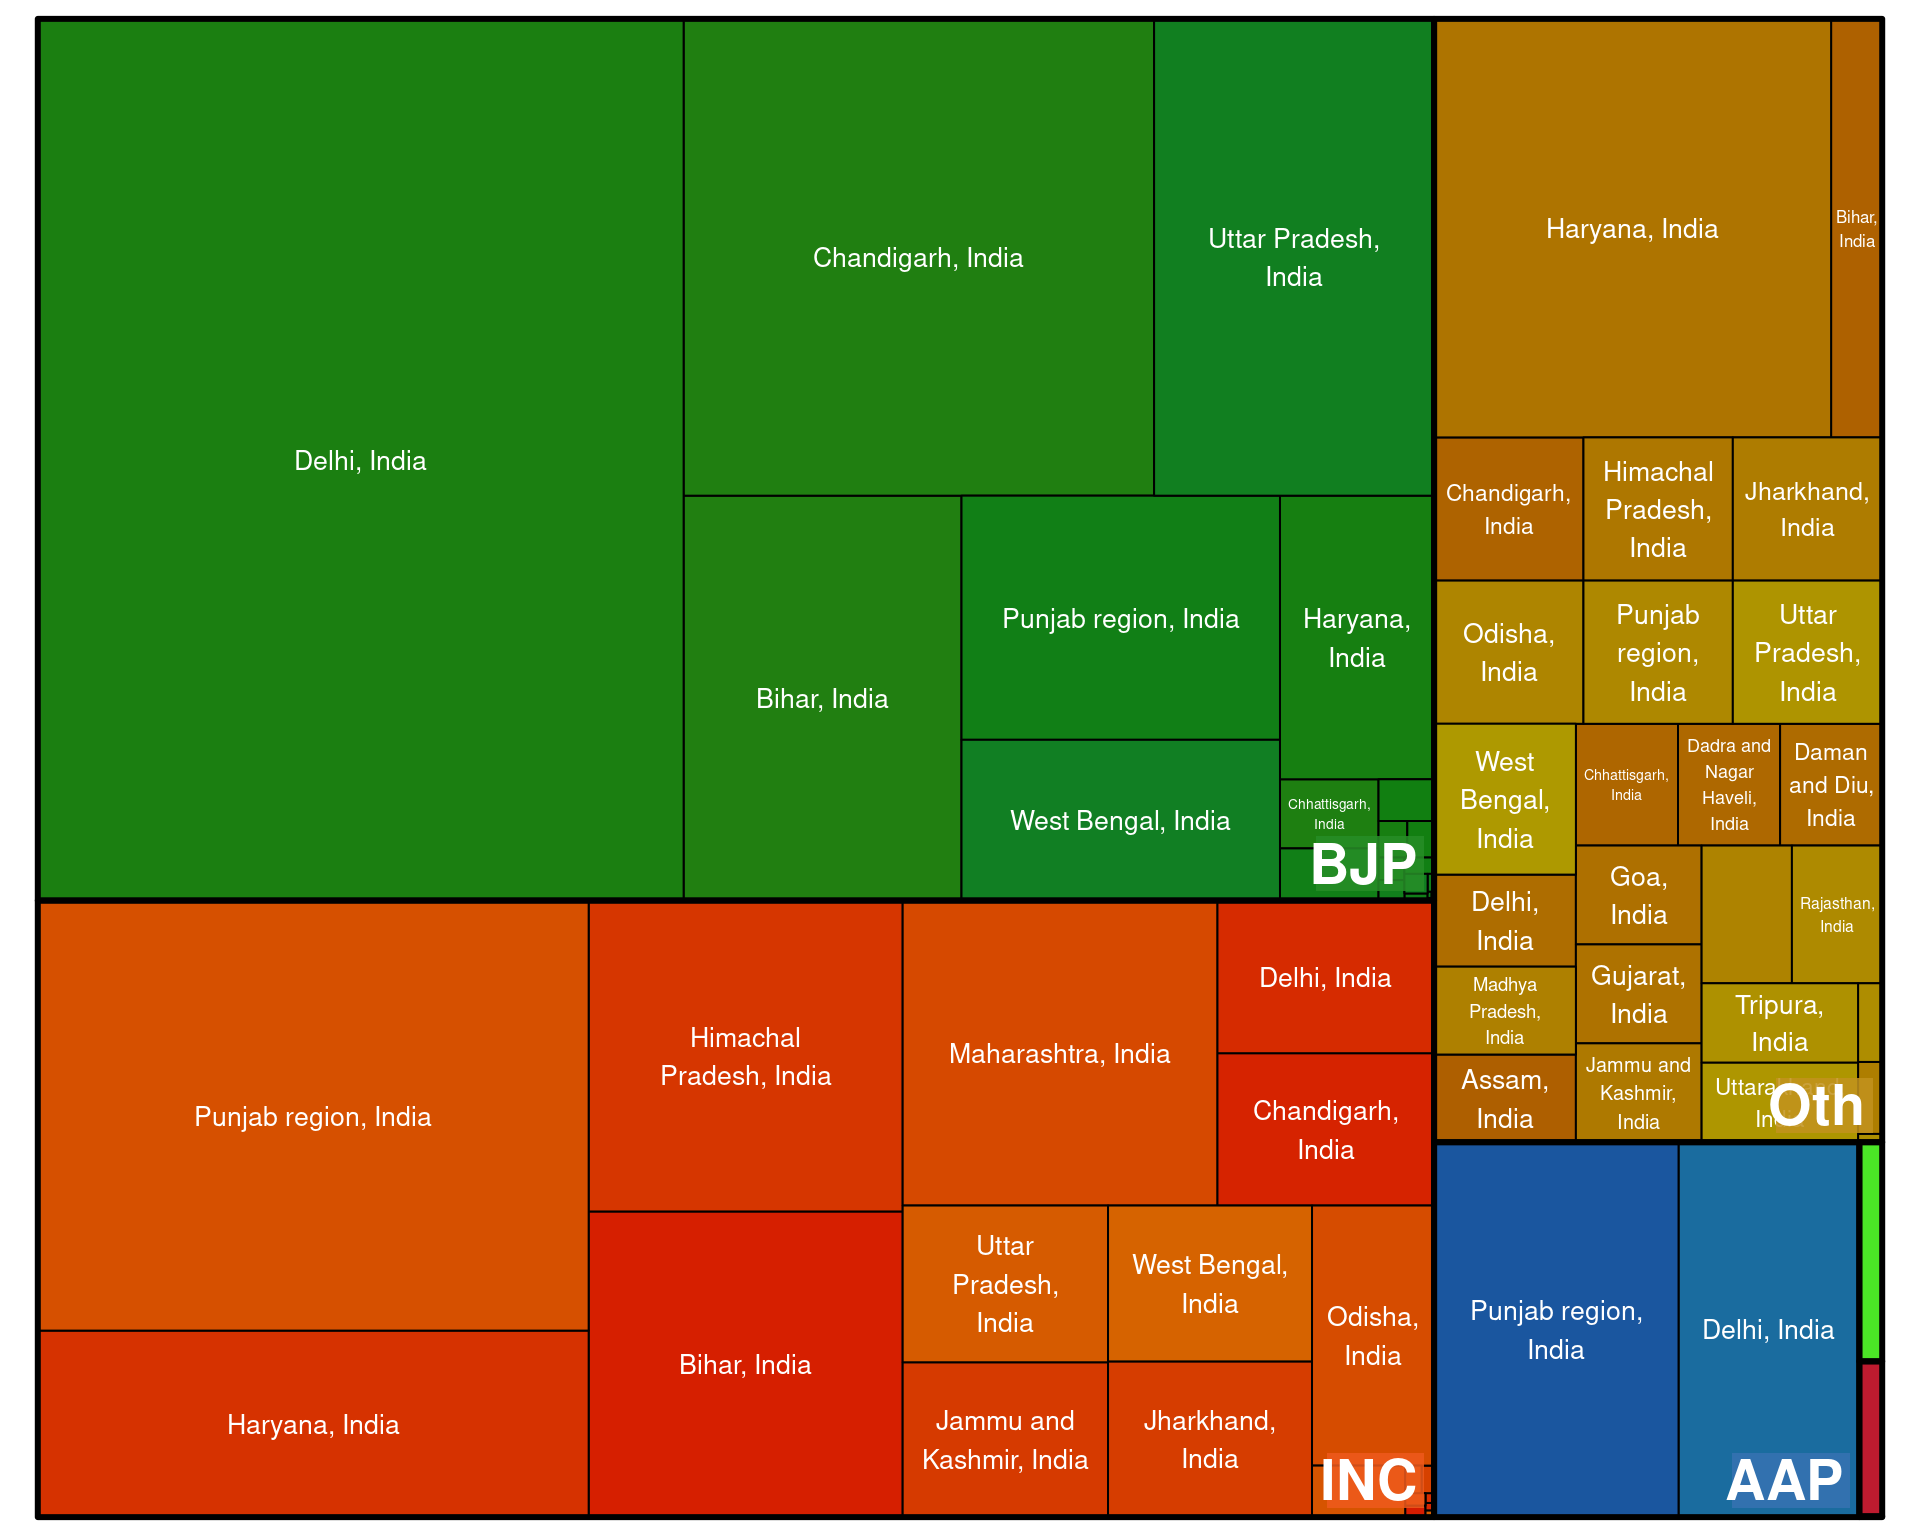 Delhi, India
Chandigarh, India
Uttar Pradesh,
India
Bihar, India
Punjab region, India
Haryana,
India
West Bengal, India
Chhattisgarh,
India
BJP
Punjab region, India
Haryana, India
Himachal
Pradesh, India
Bihar, India
Maharashtra, India
Delhi, India
Chandigarh,
India
Uttar
Pradesh,
India
West Bengal,
India
Odisha,
India
Jammu and
Kashmir, India
Jharkhand,
India
INC
Haryana, India
Bihar,
India
Chandigarh,
India
Himachal
Pradesh,
India
Jharkhand,
India
Odisha,
India
Punjab
region,
India
Uttar
Pradesh,
India
West
Bengal,
India
Chhattisgarh,
India
Dadra and
Nagar
Haveli,
India
Daman
and Diu,
India
Delhi,
India
Goa,
India
Rajasthan,
India
Madhya
Pradesh,
India
Gujarat,
India
Tripura,
India
Assam,
India
Jammu and
Kashmir,
India
Oth
Punjab region,
India
Delhi, India
AAP